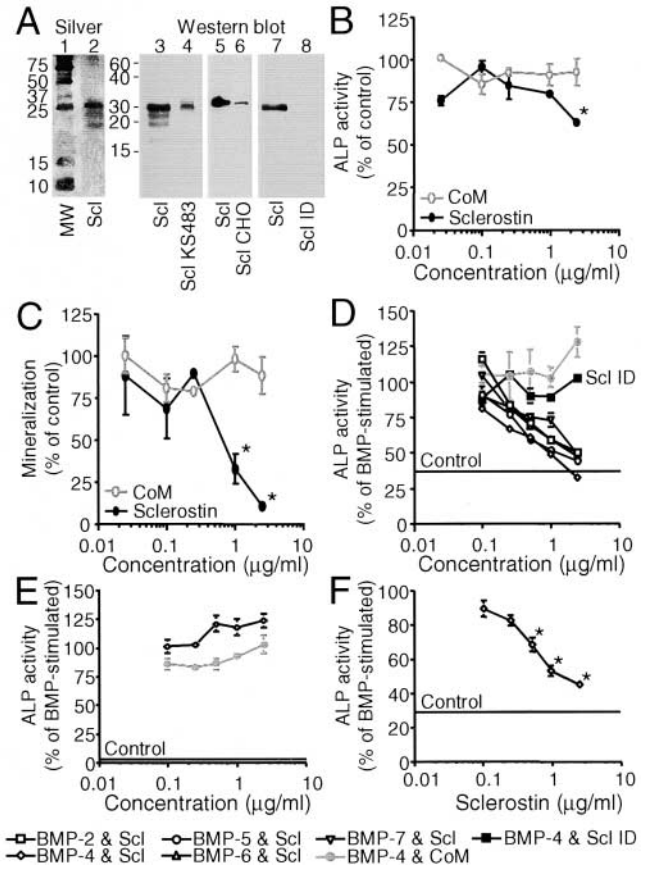 A
Silver
Western blot
1 2 3 4 5 6 7 8
75
50
37
25
15
10
60
40
30
20
15
MW
Scl
Scl
Scl KS483
Scl
Scl CHO
Scl
Scl ID
B
ALP activity
(% of control)
125
100
75
50
25
0
CoM
Sclerostin
*
0.01 0.1 1 10
Concentration (µg/ml)
C
Mineralization
(% of control)
125
100
75
50
25
0
CoM
Sclerostin
*
*
0.01 0.1 1 10
Concentration (µg/ml)
D
ALP activity
(% of BMP-stimulated)
150
125
100
75
50
25
0
Scl ID
Control
0.01 0.1 1 10
Concentration (µg/ml)
E
ALP activity
(% of BMP-stimulated)
150
125
100
75
50
25
0
Control
0.01 0.1 1 10
Concentration (µg/ml)
F
ALP activity
(% of BMP-stimulated)
100
80
60
40
20
0
*
*
*
Control
0.01 0.1 1 10
Sclerostin (µg/ml)
BMP-2 & Scl BMP-5 & Scl BMP-7 & Scl BMP-4 & Scl ID
BMP-4 & Scl BMP-6 & Scl BMP-4 & CoM